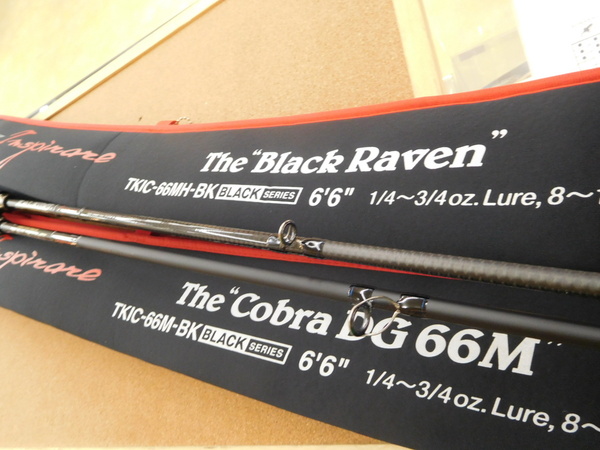 Inspirare
The "Black Raven"
TKIC-66MH-BK BLACK SERIES 6'6" 1/4～3/4oz. Lure, 8～1
Inspirare
The "Cobra DG 66M"
TKIC-66M-BK BLACK SERIES 6'6" 1/4～3/4oz. Lure, 8～